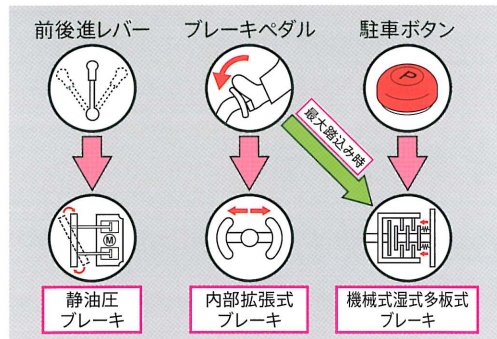 前後進レバー
ブレーキペダル
駐車ボタン
P
最大踏込み時
M
静油圧
ブレーキ
内部拡張式
ブレーキ
機械式湿式多板式
ブレーキ